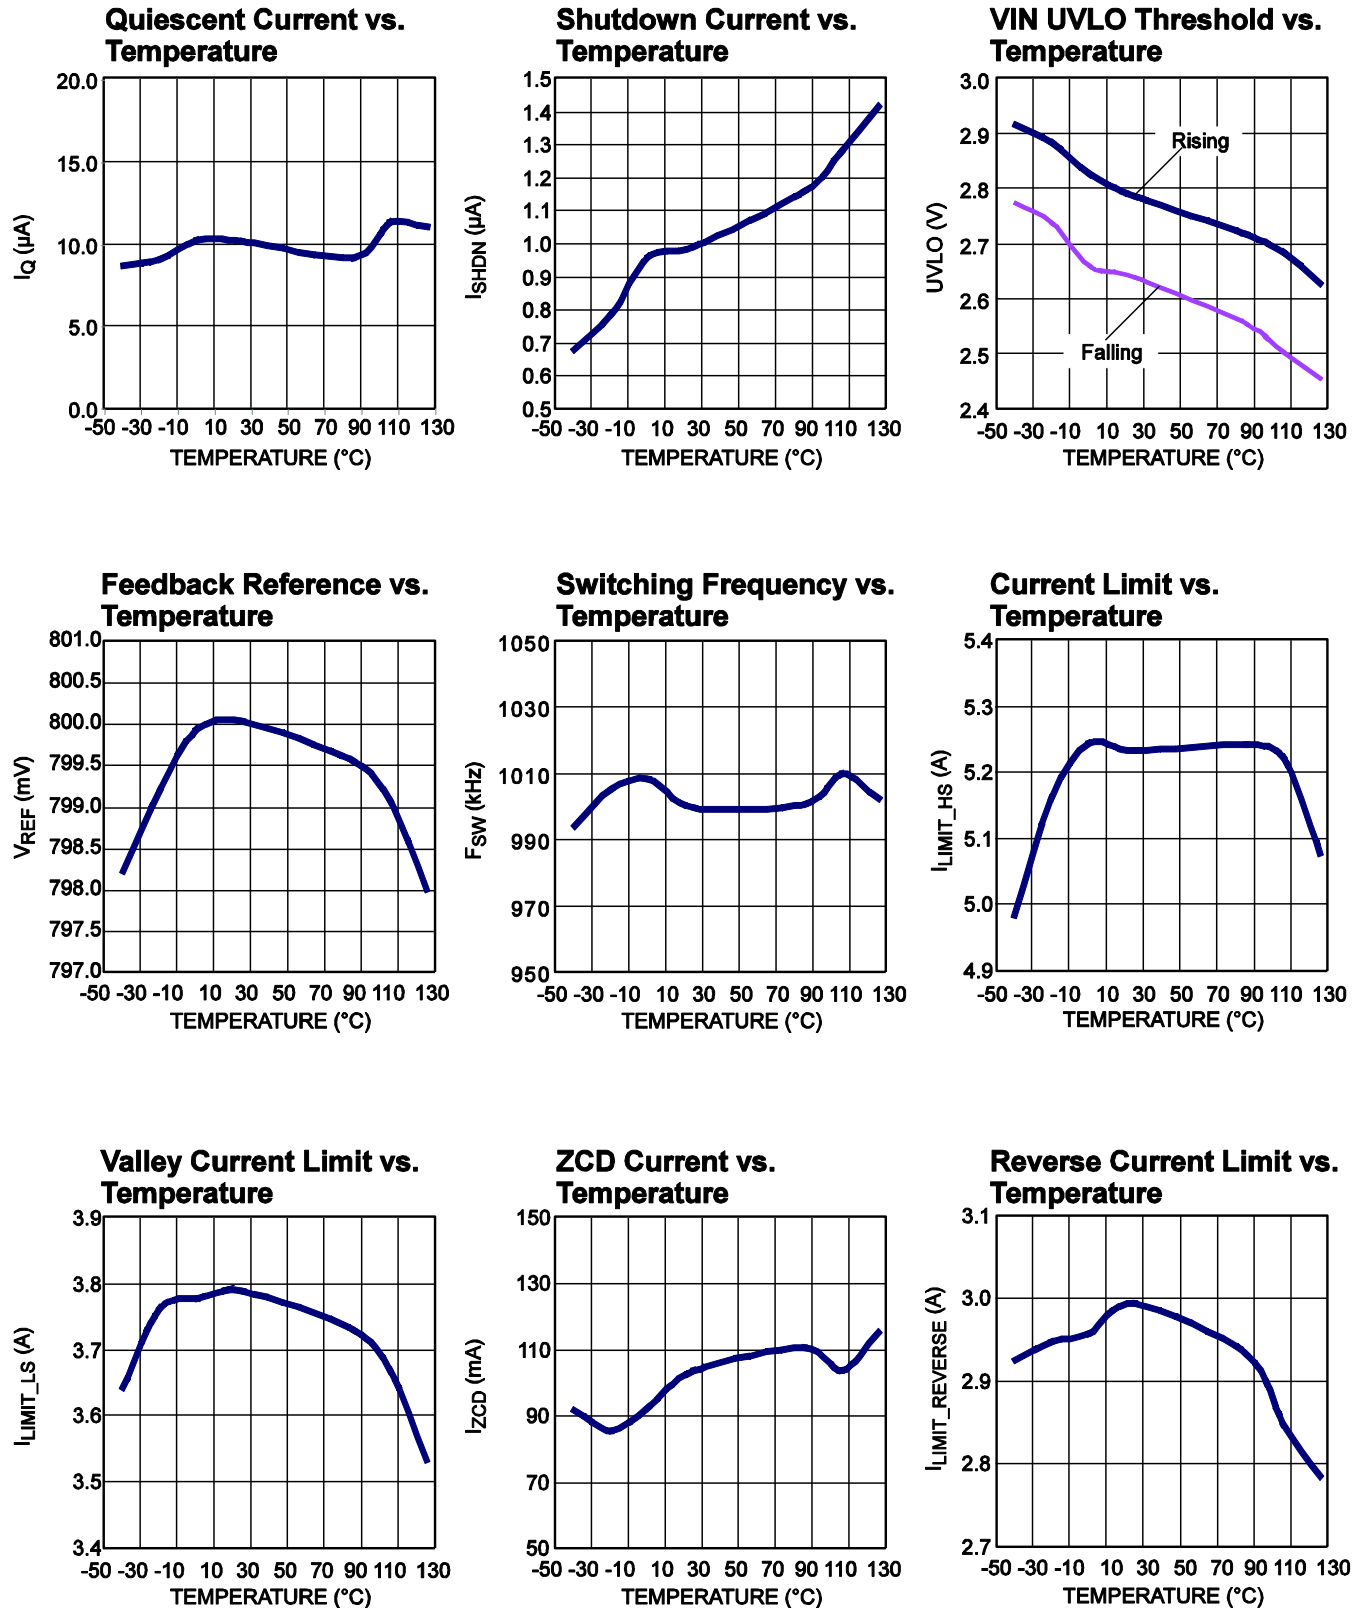 Quiescent Current vs.
Temperature
20.0
15.0
10.0
5.0
0.0
-50 -30 -10 10 30 50 70 90 110 130
IQ (µA)
TEMPERATURE (°C)
Shutdown Current vs.
Temperature
1.5
1.4
1.3
1.2
1.1
1.0
0.9
0.8
0.7
0.6
0.5
-50 -30 -10 10 30 50 70 90 110 130
ISHDN (µA)
TEMPERATURE (°C)
VIN UVLO Threshold vs.
Temperature
3.0
2.9
2.8
2.7
2.6
2.5
2.4
Rising
Falling
-50 -30 -10 10 30 50 70 90 110 130
UVLO (V)
TEMPERATURE (°C)
Feedback Reference vs.
Temperature
801.0
800.5
800.0
799.5
799.0
798.5
798.0
797.5
797.0
-50 -30 -10 10 30 50 70 90 110 130
VREF (mV)
TEMPERATURE (°C)
Switching Frequency vs.
Temperature
1050
1030
1010
990
970
950
-50 -30 -10 10 30 50 70 90 110 130
FSW (kHz)
TEMPERATURE (°C)
Current Limit vs.
Temperature
5.4
5.3
5.2
5.1
5.0
4.9
-50 -30 -10 10 30 50 70 90 110 130
ILIMIT_HS (A)
TEMPERATURE (°C)
Valley Current Limit vs.
Temperature
3.9
3.8
3.7
3.6
3.5
3.4
-50 -30 -10 10 30 50 70 90 110 130
ILIMIT_LS (A)
TEMPERATURE (°C)
ZCD Current vs.
Temperature
150
130
110
90
70
50
-50 -30 -10 10 30 50 70 90 110 130
IZCD (mA)
TEMPERATURE (°C)
Reverse Current Limit vs.
Temperature
3.1
3.0
2.9
2.8
2.7
-50 -30 -10 10 30 50 70 90 110 130
ILIMIT_REVERSE (A)
TEMPERATURE (°C)